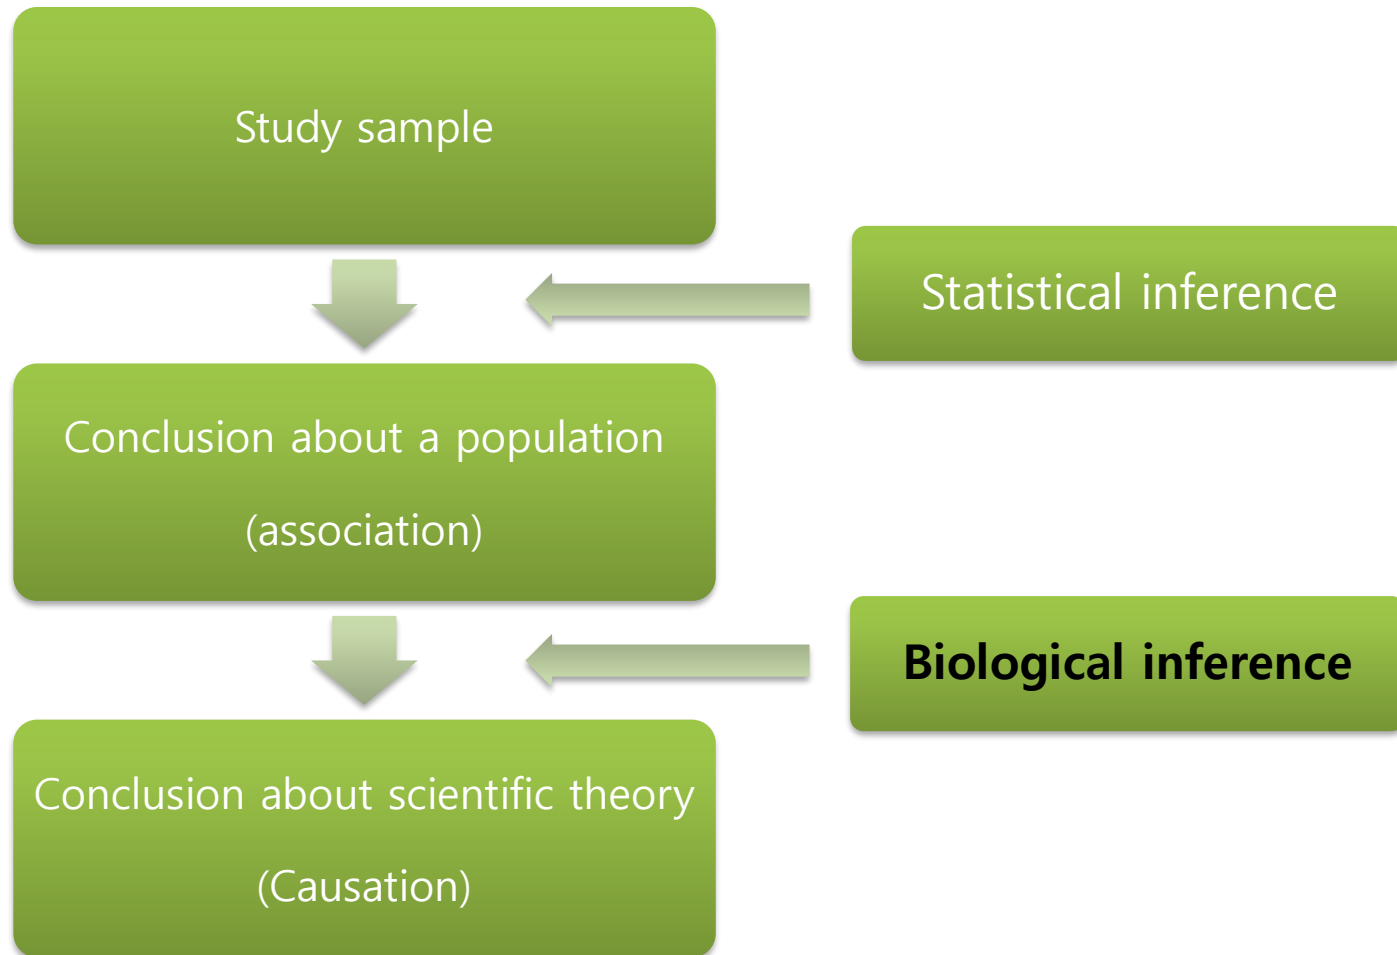 Study sample
Statistical inference
Conclusion about a population
(association)
Biological inference
Conclusion about scientific theory
(Causation)